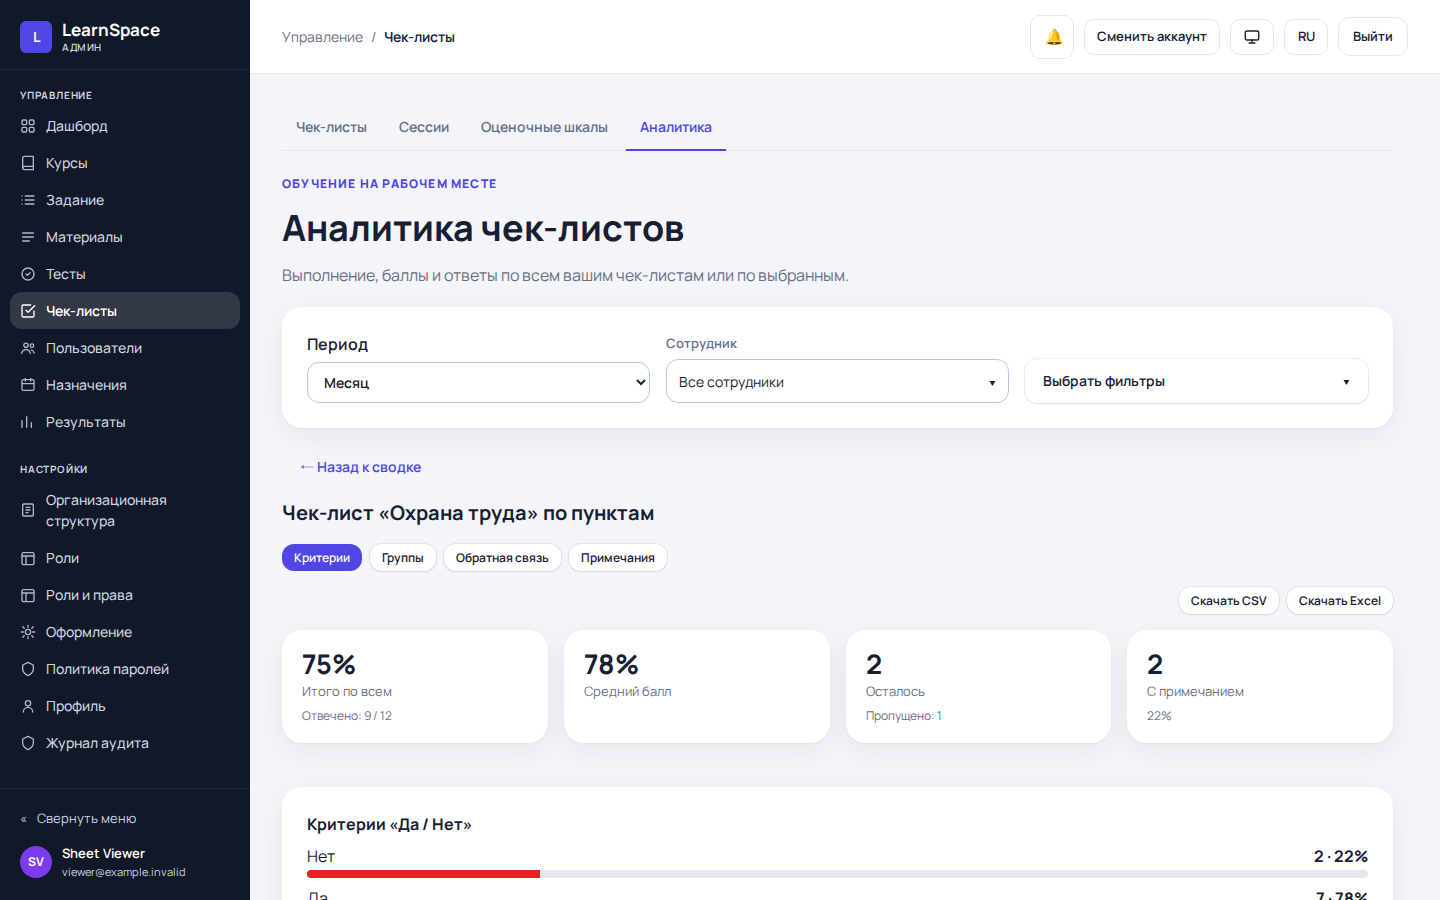 L
LearnSpace
АДМИН
УПРАВЛЕНИЕ
Дашборд
Курсы
Задание
Материалы
Тесты
Чек-листы
Пользователи
Назначения
Результаты
НАСТРОЙКИ
Организационная
структура
Роли
Роли и права
Оформление
Политика паролей
Профиль
Журнал аудита
« Свернуть меню
SV
Sheet Viewer
viewer@example.invalid
Управление / Чек-листы
Сменить аккаунт
RU
Выйти
Чек-листы Сессии Оценочные шкалы Аналитика
ОБУЧЕНИЕ НА РАБОЧЕМ МЕСТЕ
Аналитика чек-листов
Выполнение, баллы и ответы по всем вашим чек-листам или по выбранным.
Период
Месяц
Сотрудник
Все сотрудники
Выбрать фильтры
← Назад к сводке
Чек-лист «Охрана труда» по пунктам
Критерии Группы Обратная связь Примечания
Скачать CSV Скачать Excel
75%
Итого по всем
Отвечено: 9 / 12
78%
Средний балл
2
Осталось
Пропущено: 1
2
С примечанием
22%
Критерии «Да / Нет»
Нет 2 · 22%
Да 7 · 78%